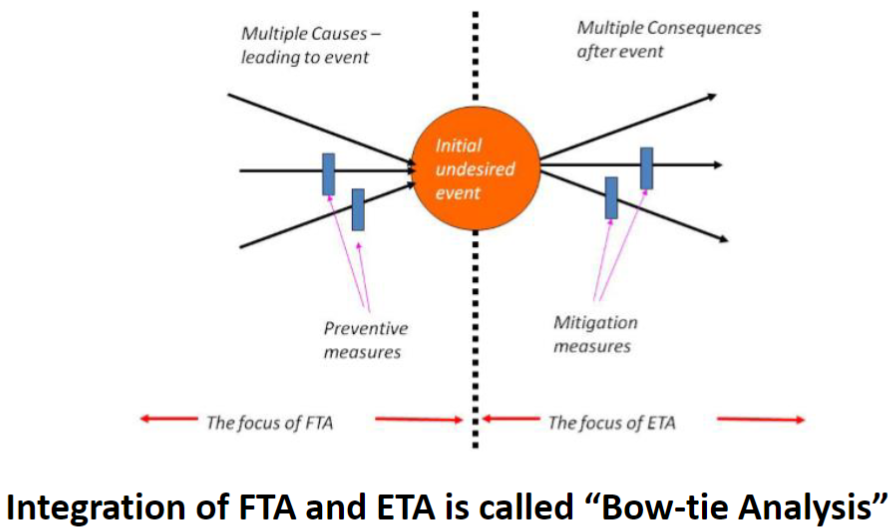 Multiple Causes –
leading to event
Multiple Consequences
after event
Initial
undesired
event
Preventive
measures
Mitigation
measures
The focus of FTA
The focus of ETA
Integration of FTA and ETA is called “Bow-tie Analysis”